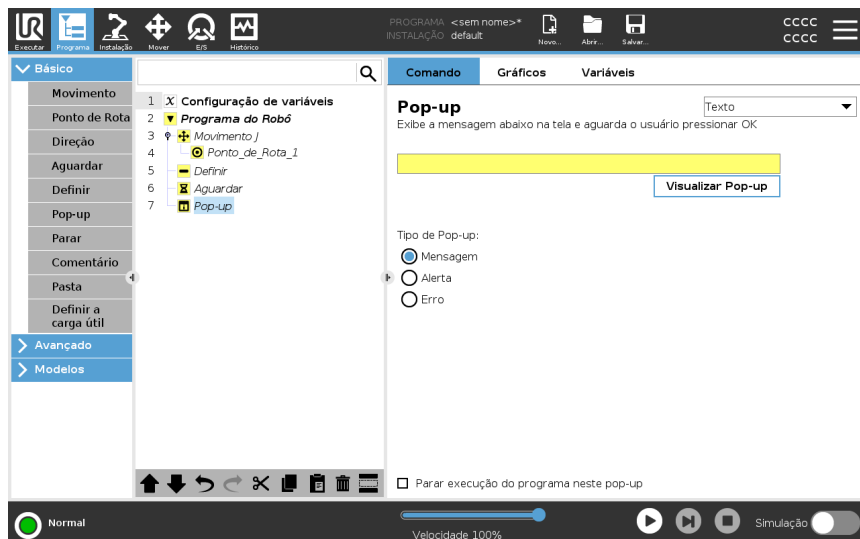 UR
PROGRAMA <sem nome>*
INSTALAÇÃO default
cccc
cccc
Executar Programa Instalação Mover E/S Histórico Novo... Abrir... Salvar...
Básico
Movimento
Ponto de Rota
Direção
Aguardar
Definir
Pop-up
Parar
Comentário
Pasta
Definir a
carga útil
Avançado
Modelos
1 X Configuração de variáveis
2 Programa do Robô
3 Movimento J
4 Ponto_de_Rota_1
5 Definir
6 Aguardar
7 Pop-up
Comando Gráficos Variáveis
Pop-up
Texto
Exibe a mensagem abaixo na tela e aguarda o usuário pressionar OK
Visualizar Pop-up
Tipo de Pop-up:
Mensagem
Alerta
Erro
Parar execução do programa neste pop-up
Normal
Velocidade 100%
Simulação